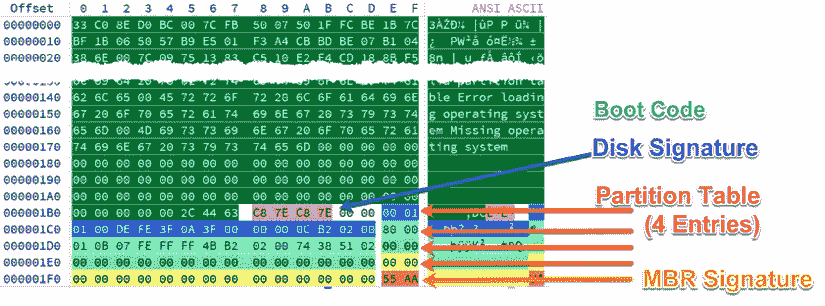 Offset 0 1 2 3 4 5 6 7 8 9 A B C D E F ANSI ASCII
00000000 33 C0 8E D0 BC 00 7C FB 50 07 50 1F FC BE 1B 7C
00000010 BF 1B 06 50 57 B9 E5 01 F3 A4 CB BD BE 07 B1 04
00000020 38 6E 00 7C 09 75 13 83 C5 10 E2 F4 CD 18 8B F5
00000140 62 6C 65 00 45 72 72 6F 72 20 6C 6F 61 64 69 6E ble Error loadin
00000150 67 20 6F 70 65 72 61 74 69 6E 67 20 73 79 73 74 g operating syst
00000160 65 6D 00 4D 69 73 73 69 6E 67 20 6F 70 65 72 61 em Missing opera
00000170 74 69 6E 67 20 73 79 73 74 65 6D 00 00 00 00 00 ting system
00000180 00 00 00 00 00 00 00 00 00 00 00 00 00 00 00 00
00000190 00 00 00 00 00 00 00 00 00 00 00 00 00 00 00 00
000001A0 00 00 00 00 00 00 00 00 00 00 00 00 00 00 00 00
000001B0 00 00 00 00 00 2C 44 63 C8 7E C8 7E 00 00 00 01
000001C0 01 00 DE FE 3F 0A 3F 00 00 00 0C B2 02 00 80 00
000001D0 01 0B 07 FE FF FF 4B B2 02 00 74 38 51 02 00 00
000001E0 00 00 00 00 00 00 00 00 00 00 00 00 00 00 00 00
000001F0 00 00 00 00 00 00 00 00 00 00 00 00 00 00 55 AA
Boot Code
Disk Signature
Partition Table
(4 Entries)
MBR Signature